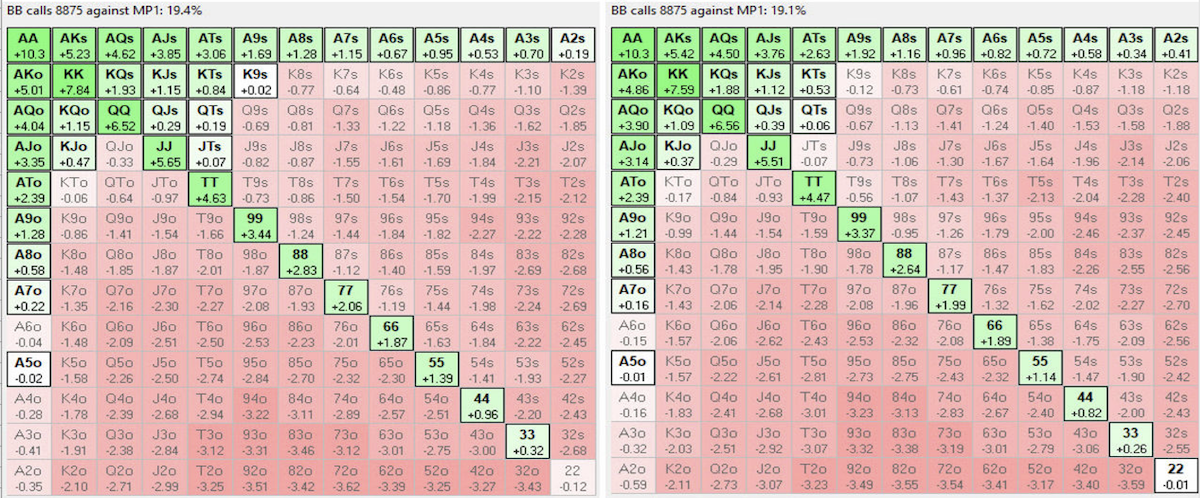 BB calls 8875 against MP1: 19.4%
AA AKs AQs AJs ATs A9s A8s A7s A6s A5s A4s A3s A2s
+10.3 +5.23 +4.62 +3.85 +3.06 +1.69 +1.28 +1.15 +0.67 +0.95 +0.53 +0.70 +0.19
AKo KK KQs KJs KTs K9s K8s K7s K6s K5s K4s K3s K2s
+5.01 +7.84 +1.93 +1.15 +0.84 +0.02 -0.77 -0.64 -0.48 -0.86 -0.77 -1.10 -1.39
AQo KQo QQ QJs QTs Q9s Q8s Q7s Q6s Q5s Q4s Q3s Q2s
+4.04 +1.15 +6.52 +0.29 +0.19 -0.69 -0.81 -1.33 -1.22 -1.18 -1.36 -1.62 -1.85
AJo KJo QJo JJ JTs J9s J8s J7s J6s J5s J4s J3s J2s
+3.35 +0.47 -0.33 +5.65 +0.07 -0.82 -0.87 -1.55 -1.61 -1.69 -1.84 -2.21 -2.07
ATo KTo QTo JTo TT T9s T8s T7s T6s T5s T4s T3s T2s
+2.39 -0.06 -0.64 -0.97 +4.63 -0.73 -0.86 -1.50 -1.54 -1.70 -1.99 -2.15 -2.12
A9o K9o Q9o J9o T9o 99 98s 97s 96s 95s 94s 93s 92s
+1.28 -0.86 -1.41 -1.54 -1.66 +3.44 -1.24 -1.44 -1.84 -1.82 -2.27 -2.22 -2.28
A8o K8o Q8o J8o T8o 98o 88 87s 86s 85s 84s 83s 82s
+0.58 -1.48 -1.85 -1.87 -2.01 -1.87 +2.83 -1.12 -1.40 -1.59 -1.97 -2.69 -2.68
A7o K7o Q7o J7o T7o 97o 87o 77 76s 75s 74s 73s 72s
+0.22 -1.35 -2.16 -2.30 -2.27 -2.08 -1.93 +2.06 -1.19 -1.44 -1.98 -2.24 -2.69
A6o K6o Q6o J6o T6o 96o 86o 76o 66 65s 64s 63s 62s
-0.04 -1.48 -2.09 -2.51 -2.50 -2.53 -2.23 -2.01 +1.87 -1.63 -1.84 -2.22 -2.45
A5o K5o Q5o J5o T5o 95o 85o 75o 65o 55 54s 53s 52s
-0.02 -1.58 -2.26 -2.50 -2.74 -2.84 -2.70 -2.32 -2.30 +1.39 -1.41 -1.93 -2.27
A4o K4o Q4o J4o T4o 94o 84o 74o 64o 54o 44 43s 42s
-0.28 -1.78 -2.39 -2.68 -2.94 -3.22 -3.11 -2.89 -2.57 -2.51 +0.96 -2.20 -2.43
A3o K3o Q3o J3o T3o 93o 83o 73o 63o 53o 43o 33 32s
-0.41 -1.91 -2.38 -2.84 -3.12 -3.31 -3.46 -3.12 -3.01 -2.75 -3.00 +0.32 -2.68
A2o K2o Q2o J2o T2o 92o 82o 72o 62o 52o 42o 32o 22
-0.35 -2.10 -2.71 -2.99 -3.25 -3.51 -3.42 -3.62 -3.39 -3.25 -3.27 -3.43 -0.12
BB calls 8875 against MP1: 19.1%
AA AKs AQs AJs ATs A9s A8s A7s A6s A5s A4s A3s A2s
+10.3 +5.42 +4.50 +3.76 +2.63 +1.92 +1.16 +0.96 +0.82 +0.72 +0.58 +0.34 +0.41
AKo KK KQs KJs KTs K9s K8s K7s K6s K5s K4s K3s K2s
+4.86 +7.59 +1.88 +1.12 +0.53 -0.12 -0.73 -0.61 -0.74 -0.85 -0.87 -1.18 -1.18
AQo KQo QQ QJs QTs Q9s Q8s Q7s Q6s Q5s Q4s Q3s Q2s
+3.90 +1.09 +6.56 +0.39 +0.06 -0.67 -1.13 -1.41 -1.24 -1.40 -1.53 -1.58 -1.88
AJo KJo QJo JJ JTs J9s J8s J7s J6s J5s J4s J3s J2s
+3.14 +0.37 -0.29 +5.51 -0.07 -0.73 -1.06 -1.30 -1.67 -1.64 -1.96 -2.14 -2.06
ATo KTo QTo JTo TT T9s T8s T7s T6s T5s T4s T3s T2s
+2.39 -0.17 -0.84 -0.93 +4.47 -0.56 -1.07 -1.43 -1.37 -2.13 -2.04 -2.28 -2.40
A9o K9o Q9o J9o T9o 99 98s 97s 96s 95s 94s 93s 92s
+1.21 -0.99 -1.44 -1.54 -1.59 +3.37 -0.95 -1.26 -1.79 -2.00 -2.46 -2.37 -2.45
A8o K8o Q8o J8o T8o 98o 88 87s 86s 85s 84s 83s 82s
+0.56 -1.43 -1.78 -1.95 -1.90 -1.78 +2.64 -1.17 -1.47 -1.83 -2.26 -2.55 -2.56
A7o K7o Q7o J7o T7o 97o 87o 77 76s 75s 74s 73s 72s
+0.16 -1.43 -2.06 -2.14 -2.28 -2.08 -1.96 +1.99 -1.32 -1.62 -2.02 -2.27 -2.70
A6o K6o Q6o J6o T6o 96o 86o 76o 66 65s 64s 63s 62s
-0.15 -1.57 -2.06 -2.62 -2.43 -2.53 -2.32 -2.08 +1.89 -1.38 -1.75 -2.09 -2.56
A5o K5o Q5o J5o T5o 95o 85o 75o 65o 55 54s 53s 52s
-0.01 -1.57 -2.22 -2.61 -2.81 -2.73 -2.75 -2.43 -2.32 +1.14 -1.47 -1.90 -2.42
A4o K4o Q4o J4o T4o 94o 84o 74o 64o 54o 44 43s 42s
-0.16 -1.83 -2.41 -2.68 -3.01 -3.23 -3.13 -2.83 -2.67 -2.40 +0.82 -2.00 -2.43
A3o K3o Q3o J3o T3o 93o 83o 73o 63o 53o 43o 33 32s
-0.32 -2.03 -2.51 -2.92 -3.07 -3.32 -3.38 -3.19 -3.01 -2.79 -3.06 +0.26 -2.55
A2o K2o Q2o J2o T2o 92o 82o 72o 62o 52o 42o 32o 22
-0.59 -2.11 -2.73 -3.07 -3.23 -3.49 -3.55 -3.54 -3.41 -3.17 -3.40 -3.59 -0.01